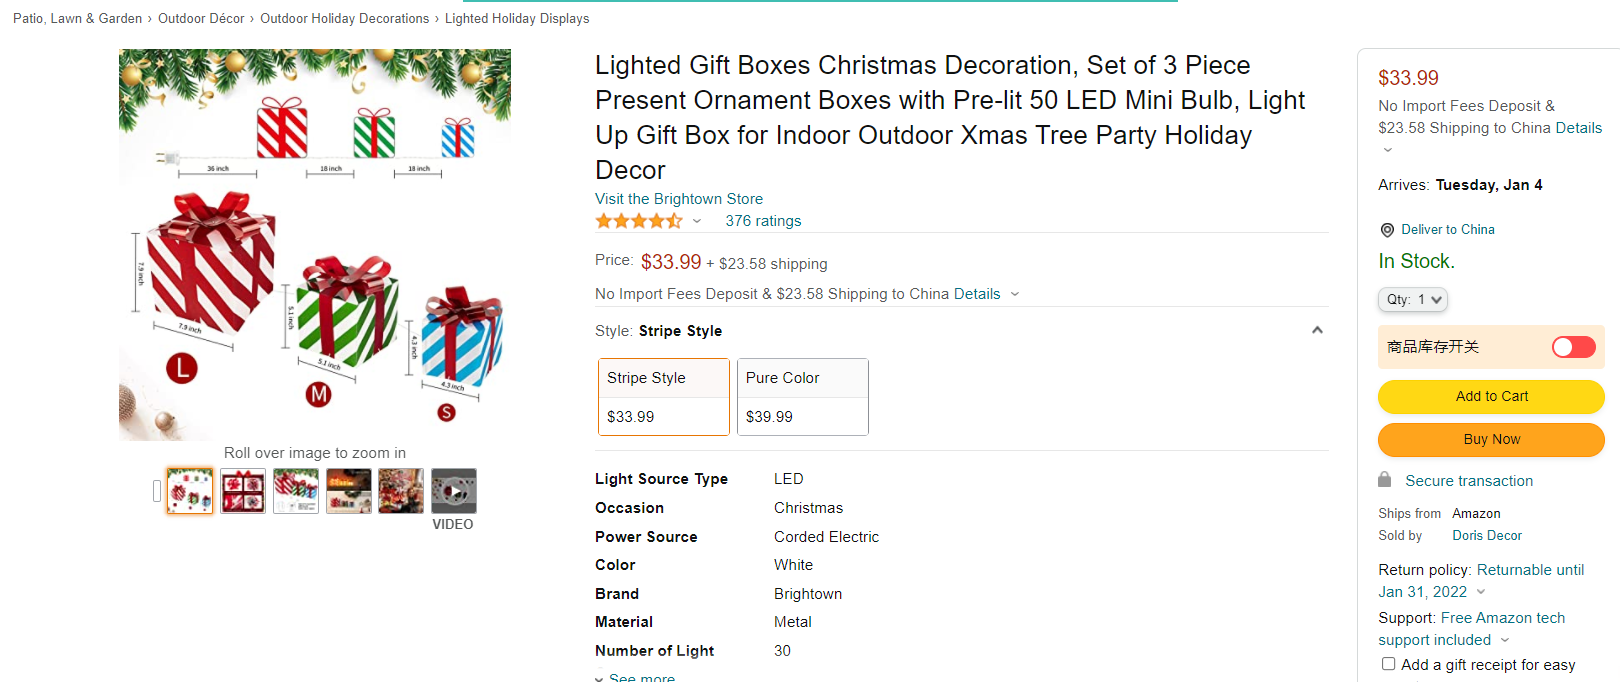 Patio, Lawn & Garden › Outdoor Décor › Outdoor Holiday Decorations › Lighted Holiday Displays
36 inch
18 inch
18 inch
7.9 inch
7.9 inch
L
5.1 inch
5.1 inch
M
4.3 inch
4.3 inch
S
Roll over image to zoom in
VIDEO
Lighted Gift Boxes Christmas Decoration, Set of 3 Piece
Present Ornament Boxes with Pre-lit 50 LED Mini Bulb, Light
Up Gift Box for Indoor Outdoor Xmas Tree Party Holiday
Decor
Visit the Brightown Store
376 ratings
Price: $33.99 + $23.58 shipping
No Import Fees Deposit & $23.58 Shipping to China Details
Style: Stripe Style
Stripe Style
$33.99
Pure Color
$39.99
Light Source Type LED
Occasion Christmas
Power Source Corded Electric
Color White
Brand Brightown
Material Metal
Number of Light 30
See more
$33.99
No Import Fees Deposit &
$23.58 Shipping to China Details
Arrives: Tuesday, Jan 4
Deliver to China
In Stock.
Qty: 1
商品库存开关
Add to Cart
Buy Now
Secure transaction
Ships from Amazon
Sold by Doris Decor
Return policy: Returnable until
Jan 31, 2022
Support: Free Amazon tech
support included
Add a gift receipt for easy